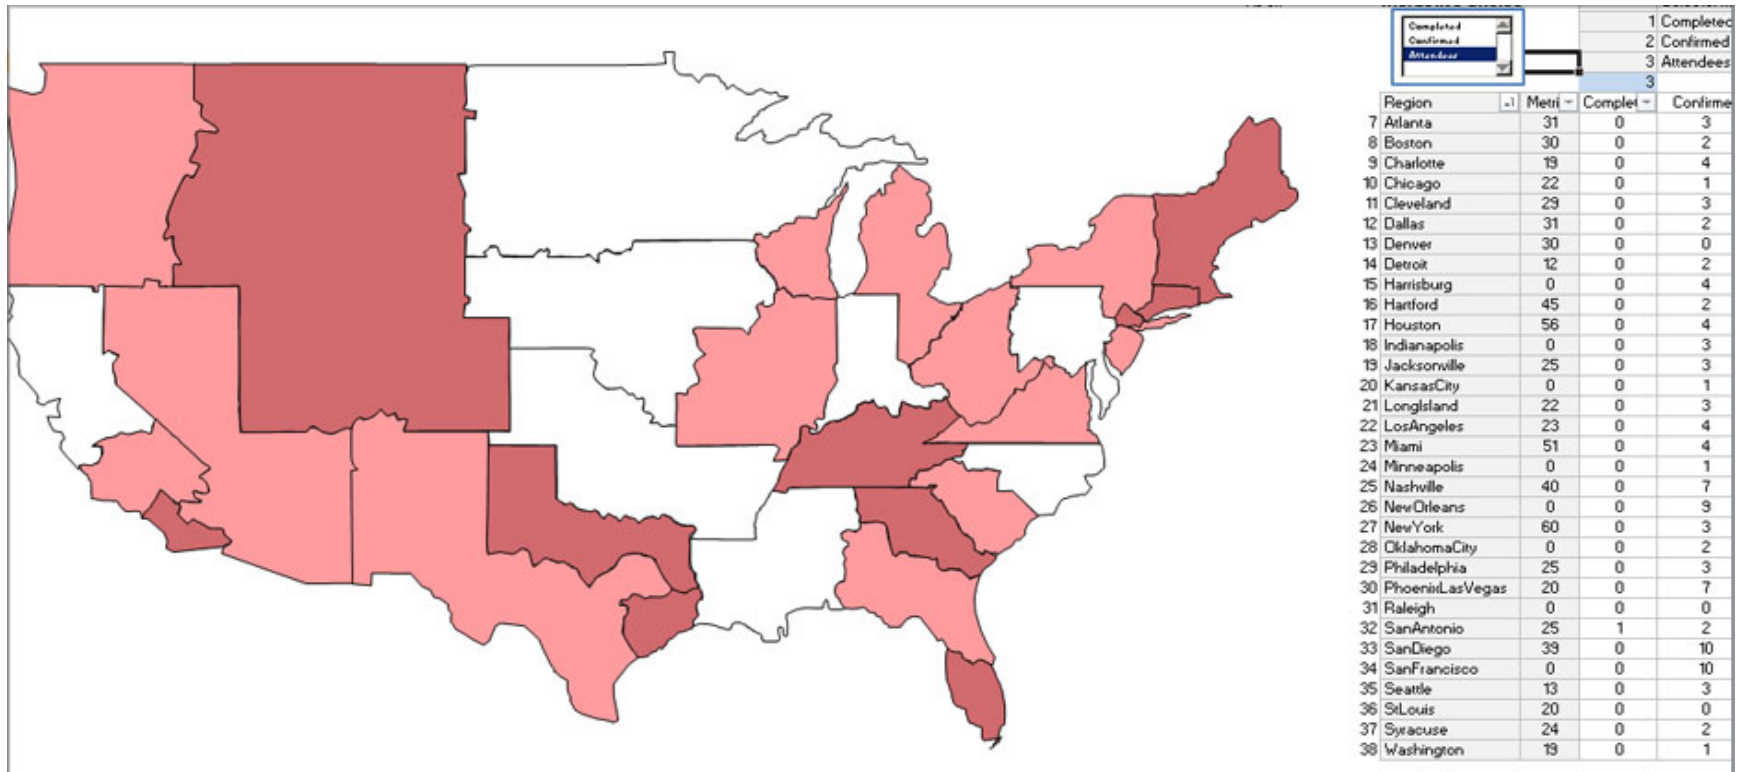 1 Completed
Completed
Confirmed
2 Confirmed
Attendees
3 Attendees
3
Region Metri Complet Confirme
7 Atlanta 31 0 3
8 Boston 30 0 2
9 Charlotte 19 0 4
10 Chicago 22 0 1
11 Cleveland 29 0 3
12 Dallas 31 0 2
13 Denver 30 0 0
14 Detroit 12 0 2
15 Harrisburg 0 0 4
16 Hartford 45 0 2
17 Houston 56 0 4
18 Indianapolis 0 0 3
19 Jacksonville 25 0 3
20 KansasCity 0 0 1
21 LongIsland 22 0 3
22 LosAngeles 23 0 4
23 Miami 51 0 4
24 Minneapolis 0 0 1
25 Nashville 40 0 7
26 NewOrleans 0 0 9
27 NewYork 60 0 3
28 OklahomaCity 0 0 2
29 Philadelphia 25 0 3
30 PhoenixLasVegas 20 0 7
31 Raleigh 0 0 0
32 SanAntonio 25 1 2
33 SanDiego 39 0 10
34 SanFrancisco 0 0 10
35 Seattle 13 0 3
36 StLouis 20 0 0
37 Syracuse 24 0 2
38 Washington 19 0 1